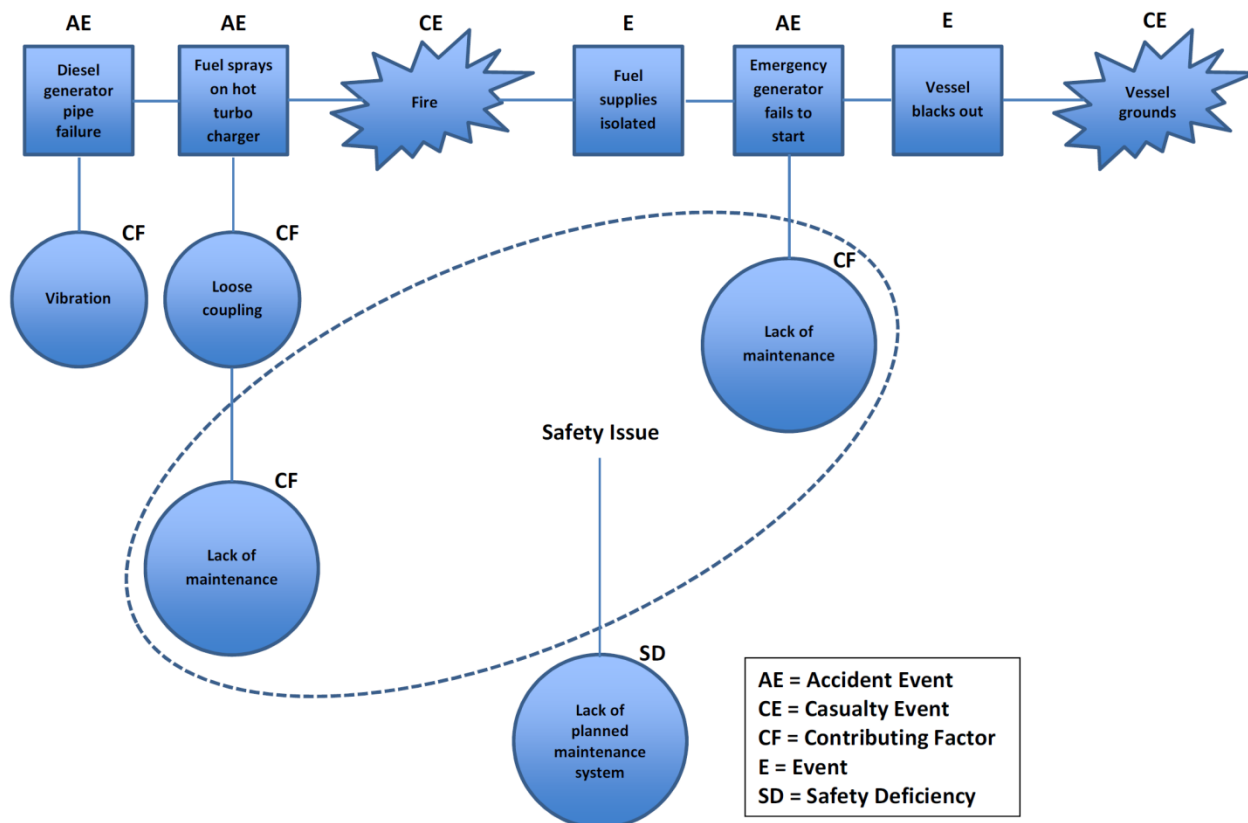 AE
AE
CE
E
AE
E
CE
Diesel
generator
pipe
failure
Fuel sprays
on hot
turbo
charger
Fire
Fuel
supplies
isolated
Emergency
generator
fails to
start
Vessel
blacks out
Vessel
grounds
CF
Vibration
CF
Loose
coupling
CF
Lack of
maintenance
Safety Issue
CF
Lack of
maintenance
SD
Lack of
planned
maintenance
system
AE = Accident Event
CE = Casualty Event
CF = Contributing Factor
E = Event
SD = Safety Deficiency